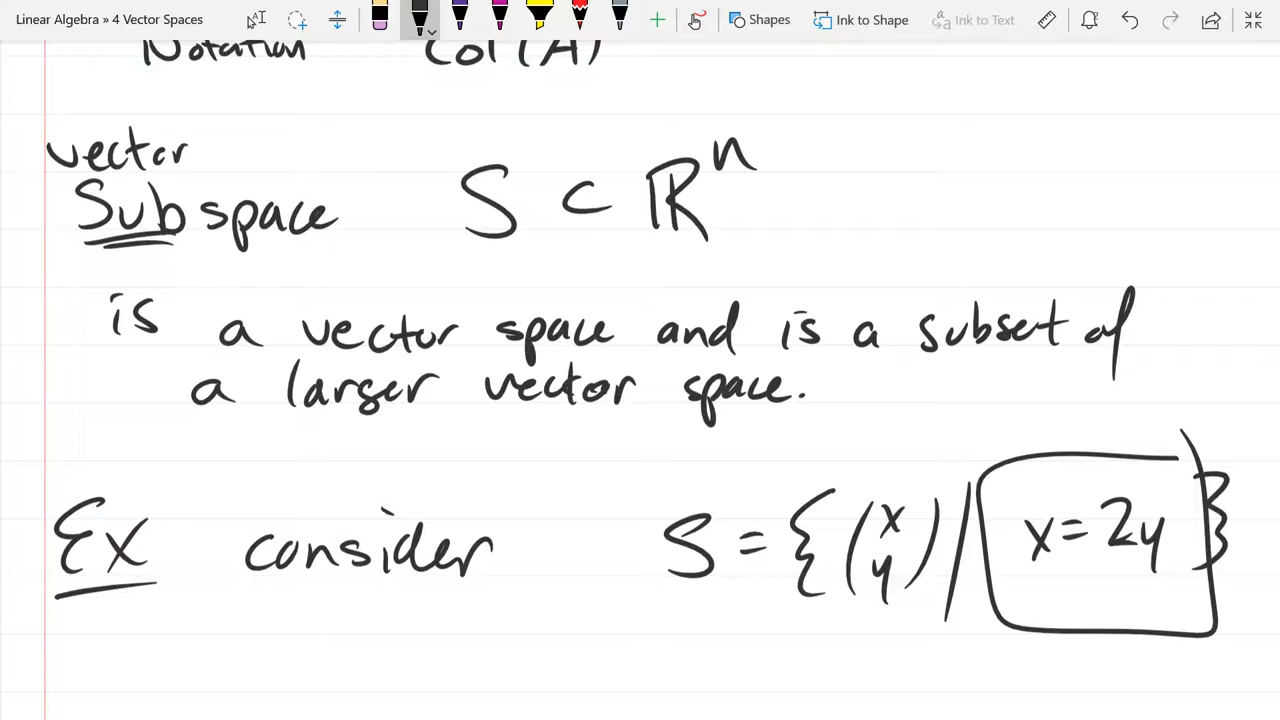 Linear Algebra » 4 Vector Spaces
Shapes
Ink to Shape
Ink to Text
Notation Col(A)
vector
Subspace S ⊂ ℝⁿ
is a vector space and is a subset of
a larger vector space.
Ex consider S = { (x y) | x = 2y }